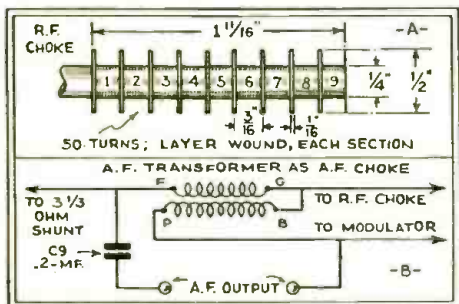 R.F.
CHOKE
1 11/16"
-A-
1 2 3 4 5 6 7 8 9
1/4"
1/2"
3/16"
1/16"
50 TURNS; LAYER WOUND, EACH SECTION
A.F. TRANSFORMER AS A.F. CHOKE
F
G
TO 3 1/3
OHM
SHUNT
TO R.F. CHOKE
P
B
TO MODULATOR
C9
.2-MF.
A.F. OUTPUT
-B-